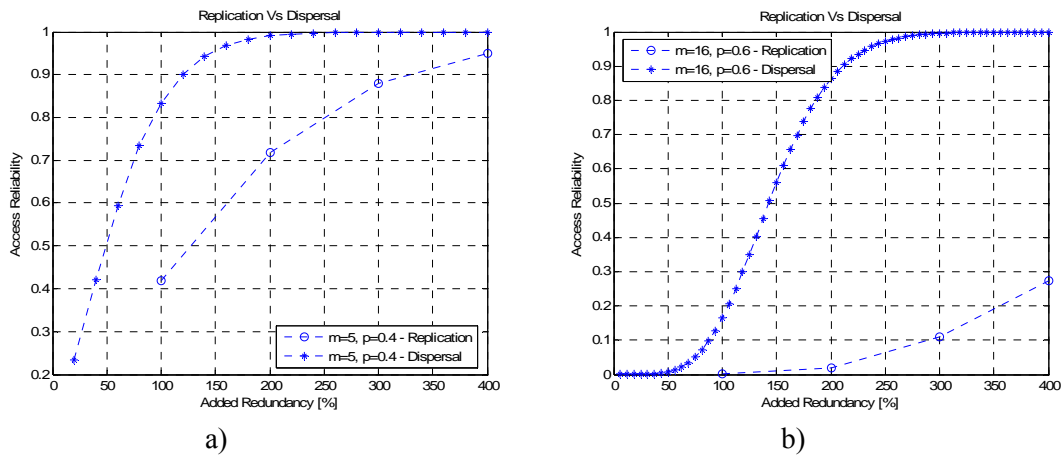 Replication Vs Dispersal
1
0.9
0.8
0.7
0.6
0.5
0.4
0.3
0.2
Access Reliability
0 50 100 150 200 250 300 350 400
Added Redundancy [%]
m=5, p=0.4 - Replication
m=5, p=0.4 - Dispersal
a)
Replication Vs Dispersal
1
0.9
0.8
0.7
0.6
0.5
0.4
0.3
0.2
0.1
0
Access Reliability
m=16, p=0.6 - Replication
m=16, p=0.6 - Dispersal
0 50 100 150 200 250 300 350 400
Added Redundancy [%]
b)